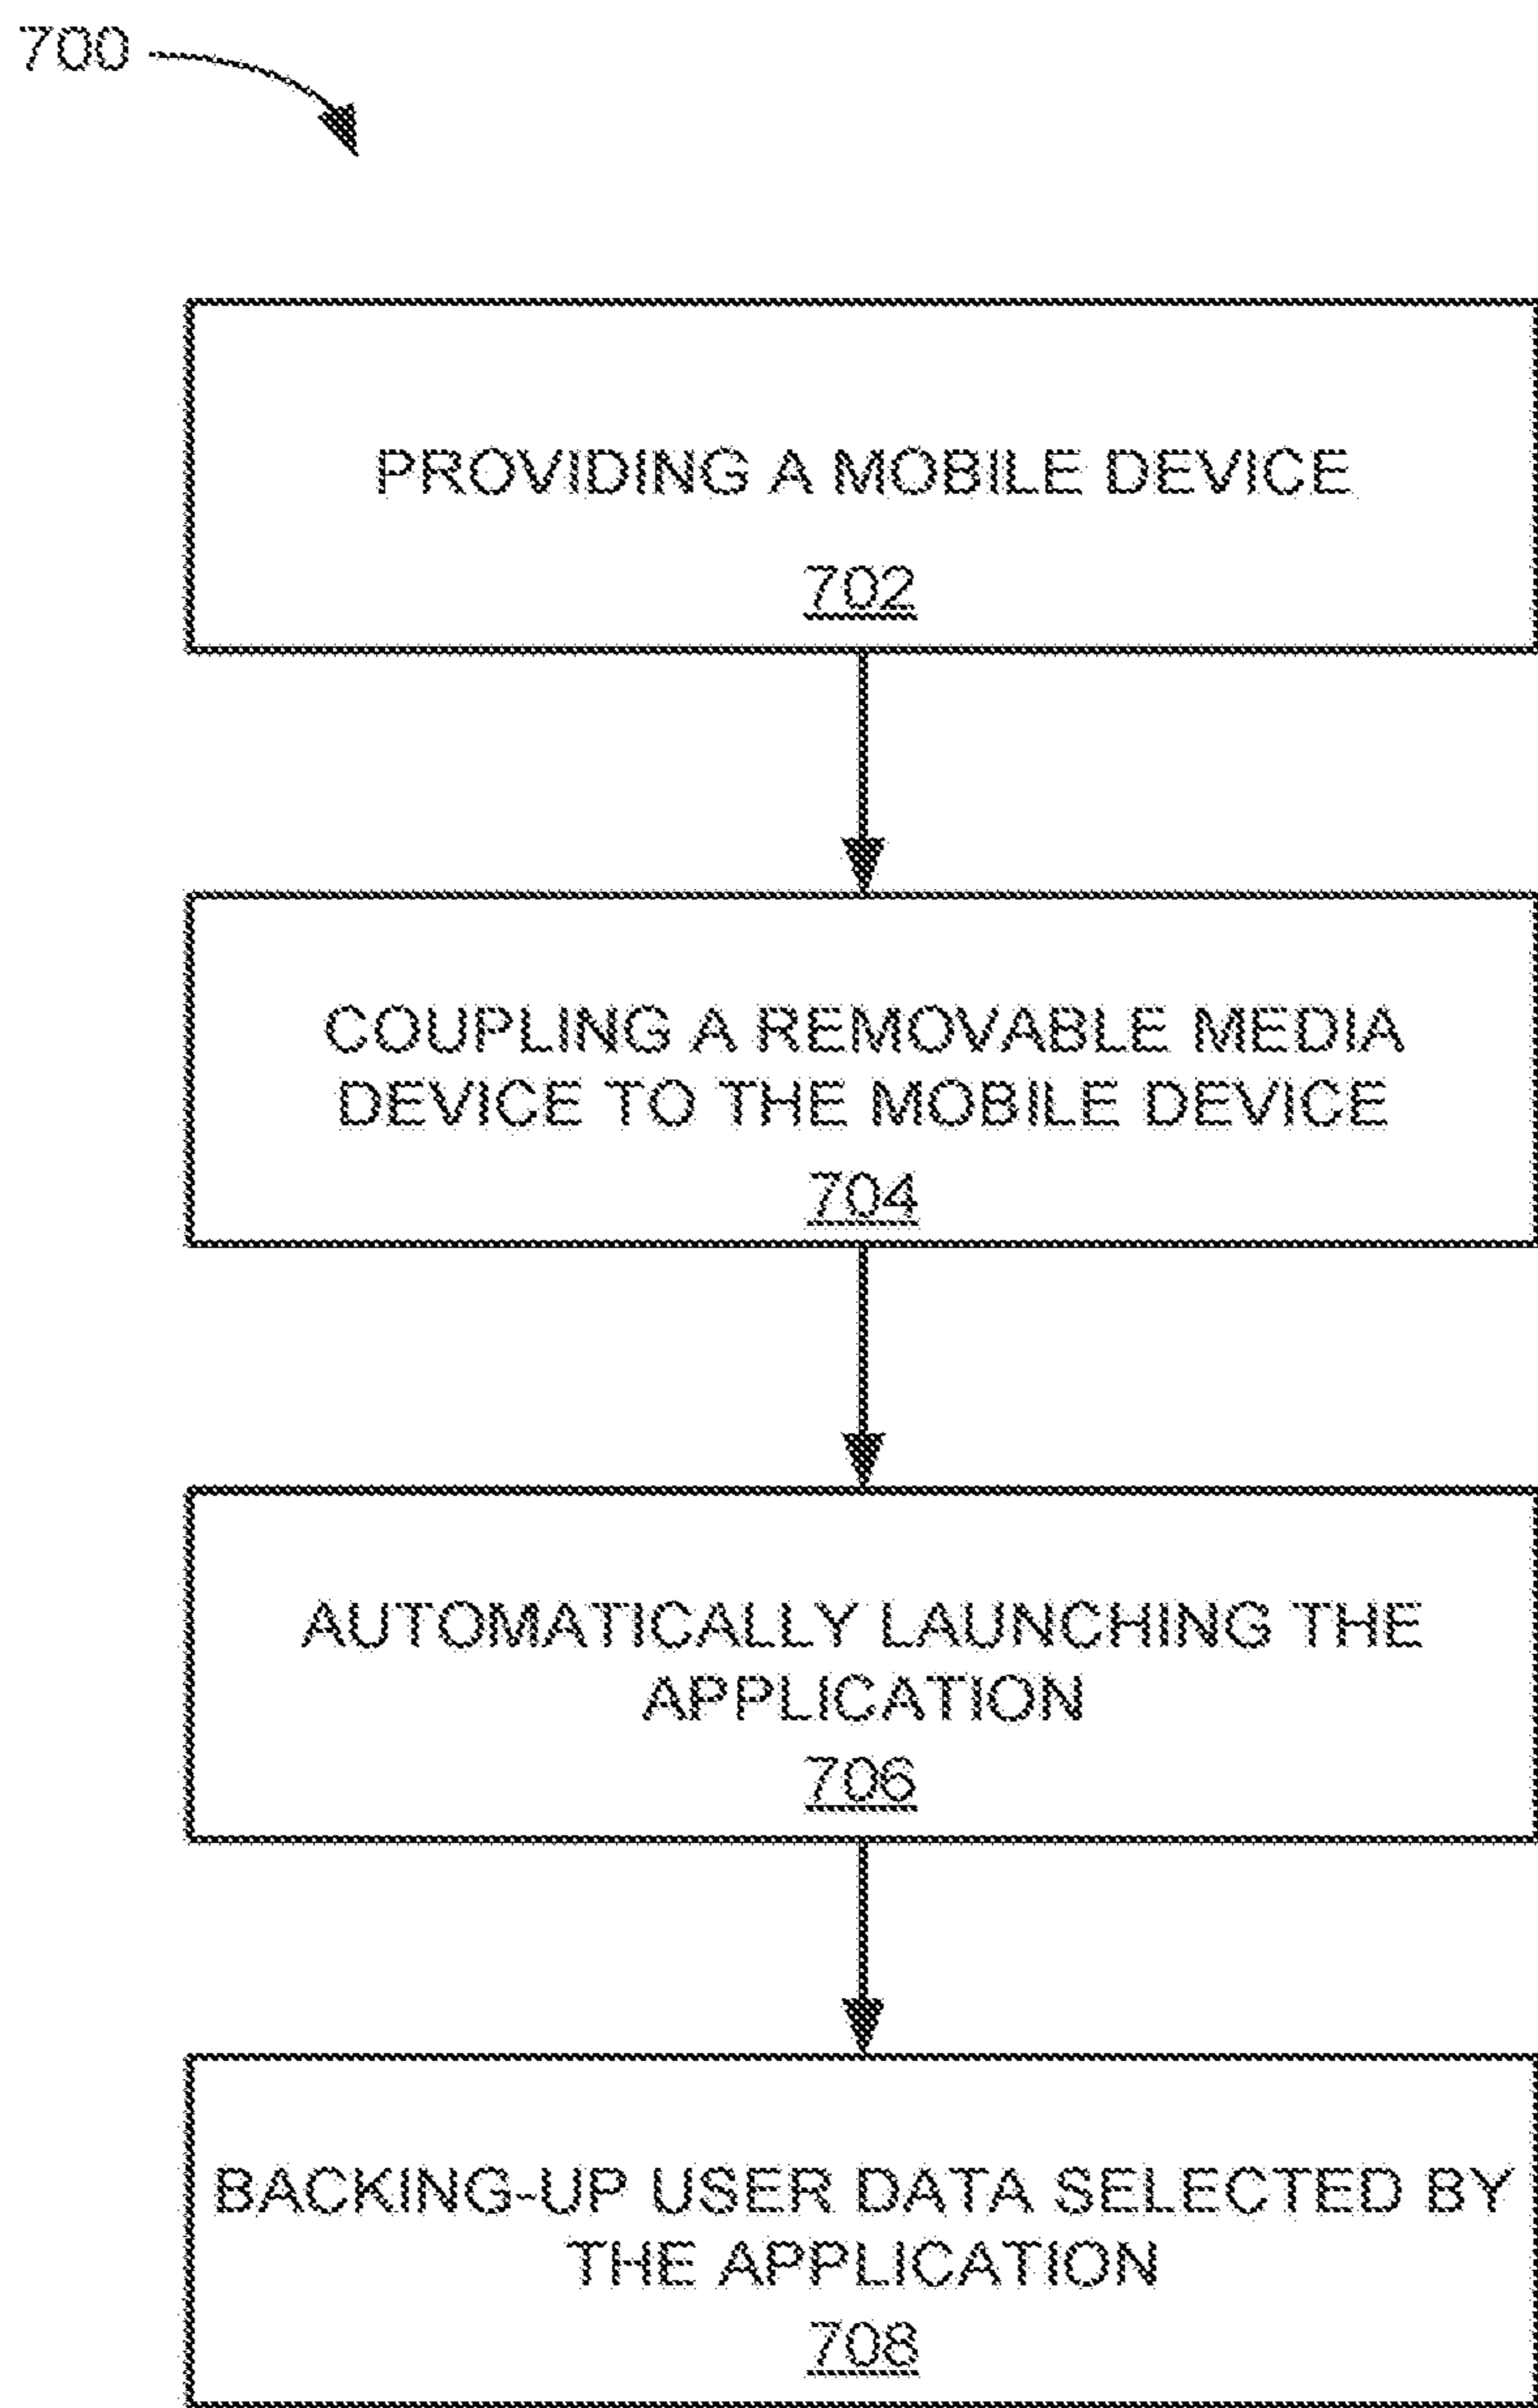 700
PROVIDING A MOBILE DEVICE
702
COUPLING A REMOVABLE MEDIA
DEVICE TO THE MOBILE DEVICE
704
AUTOMATICALLY LAUNCHING THE
APPLICATION
706
BACKING-UP USER DATA SELECTED BY
THE APPLICATION
708